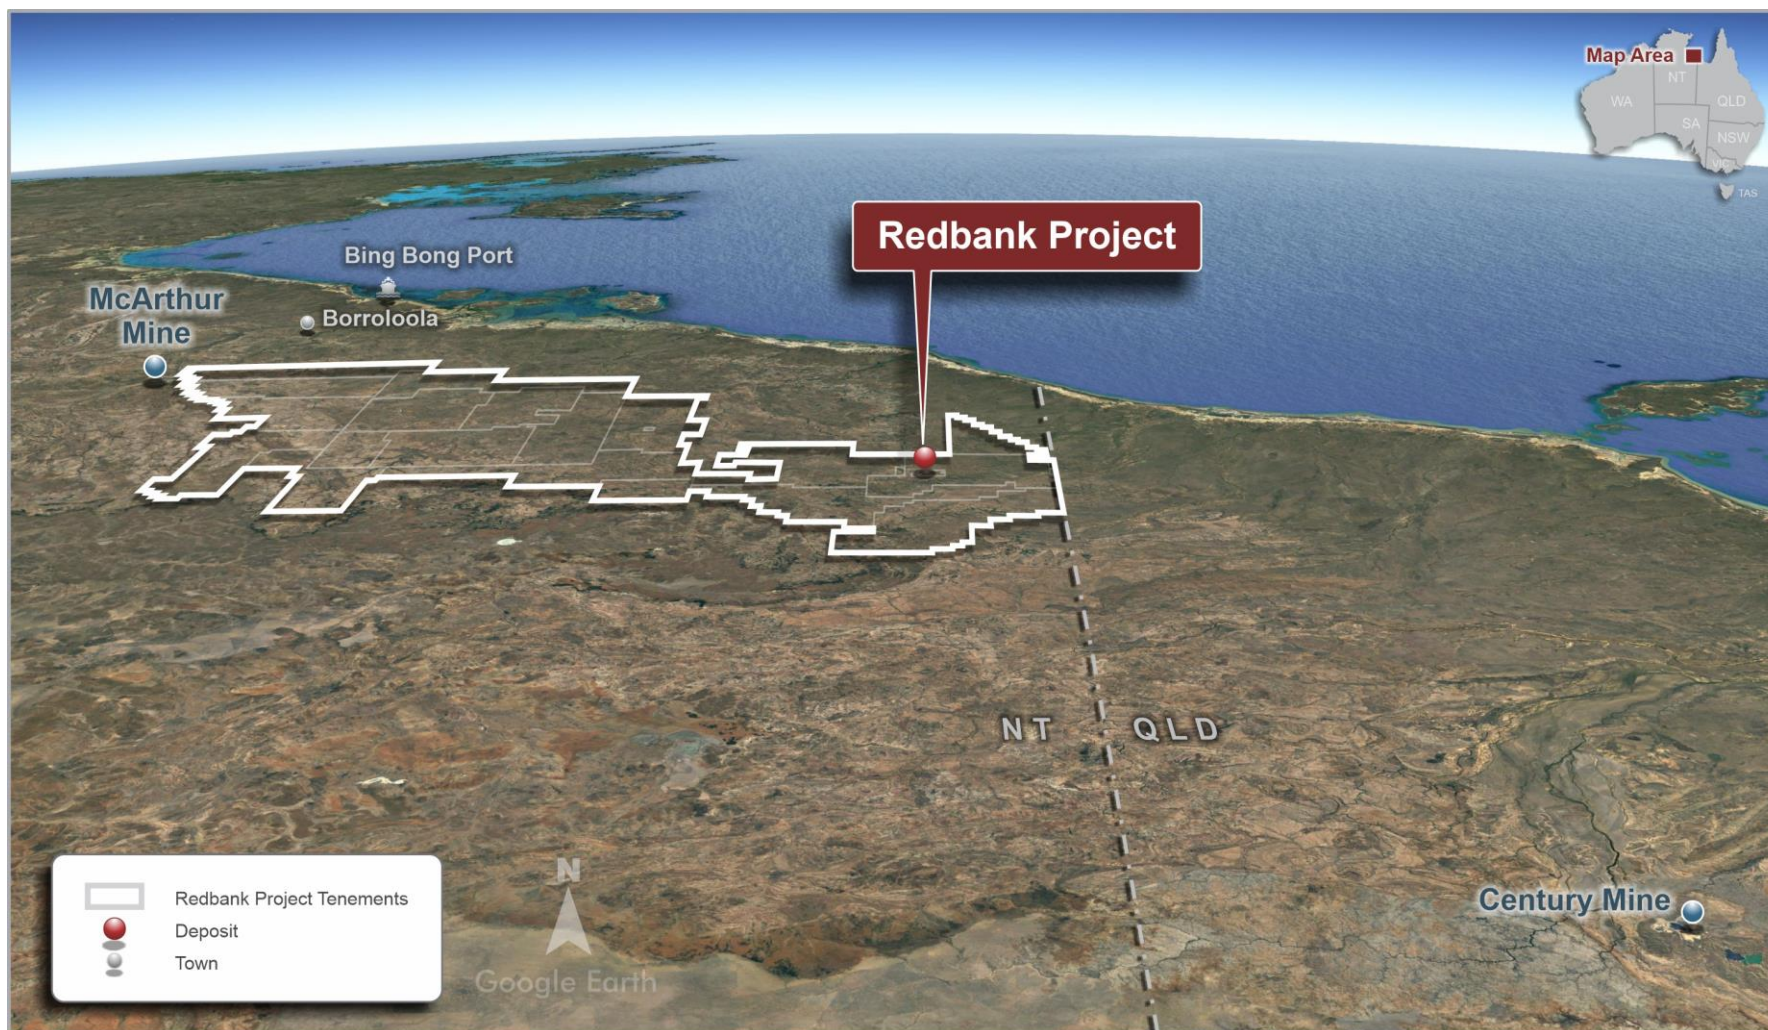 Map Area
NT
WA
QLD
SA
NSW
VIC
TAS
Redbank Project
Bing Bong Port
McArthur
Mine
Borroloola
NT
QLD
Century Mine
Redbank Project Tenements
Deposit
Town
N
Google Earth